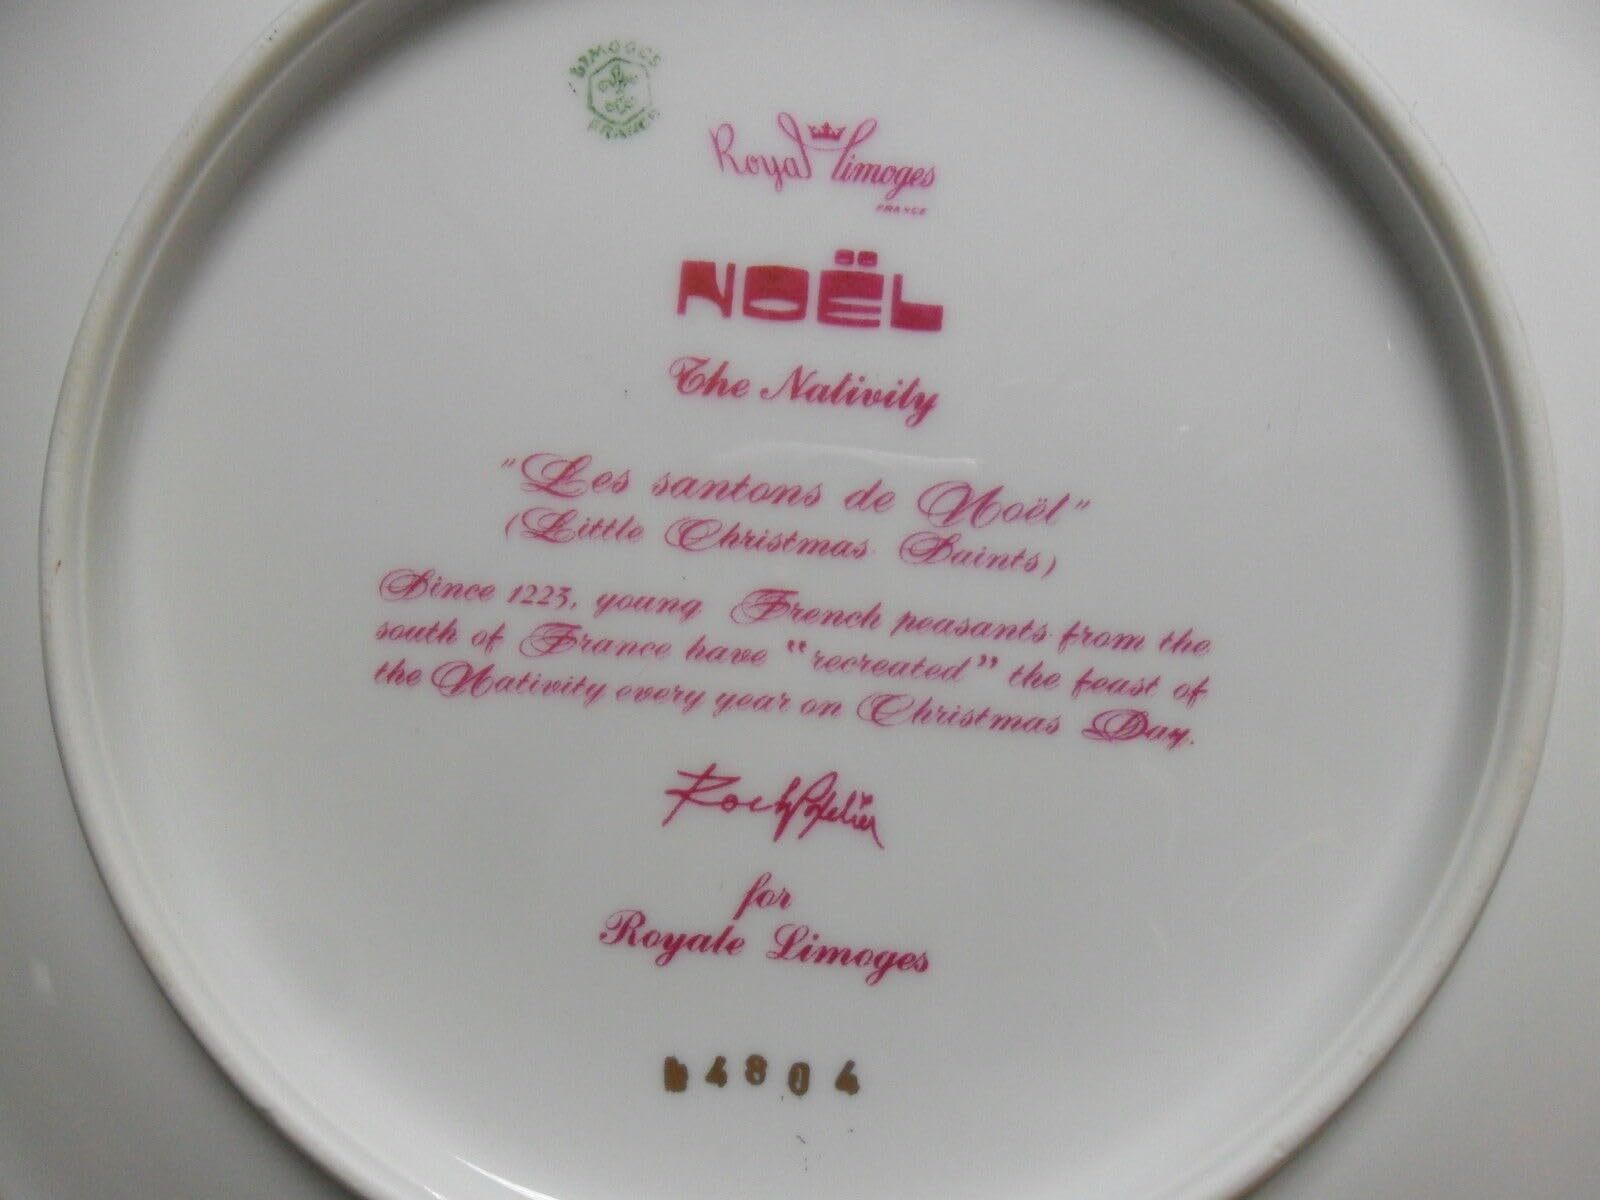 LIMOGES
FRANCE
Royal Limoges
FRANCE
NOËL
The Nativity
"Les santons de Noël"
(Little Christmas Saints)
Since 1223, young French peasants from the
south of France have "recreated" the feast of
the Nativity every year on Christmas Day.
for
Royale Limoges
4804